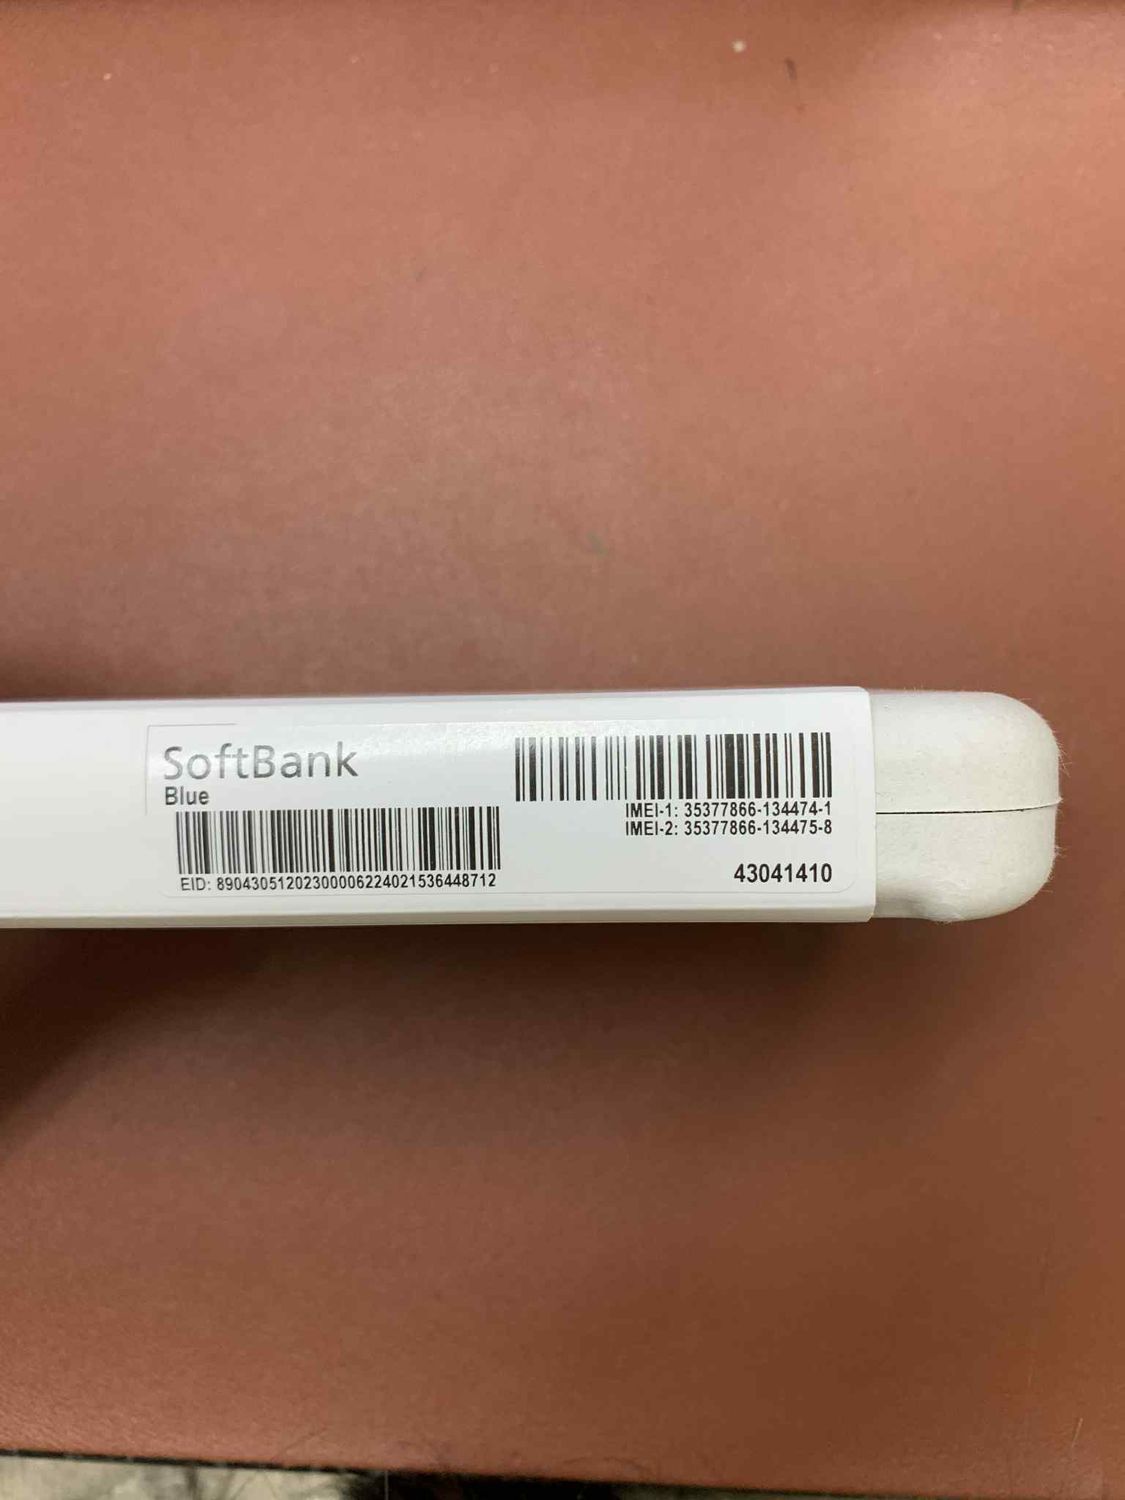 SoftBank
Blue
EID: 89043051202300006224021536448712
IMEI-1: 35377866-134474-1
IMEI-2: 35377866-134475-8
43041410